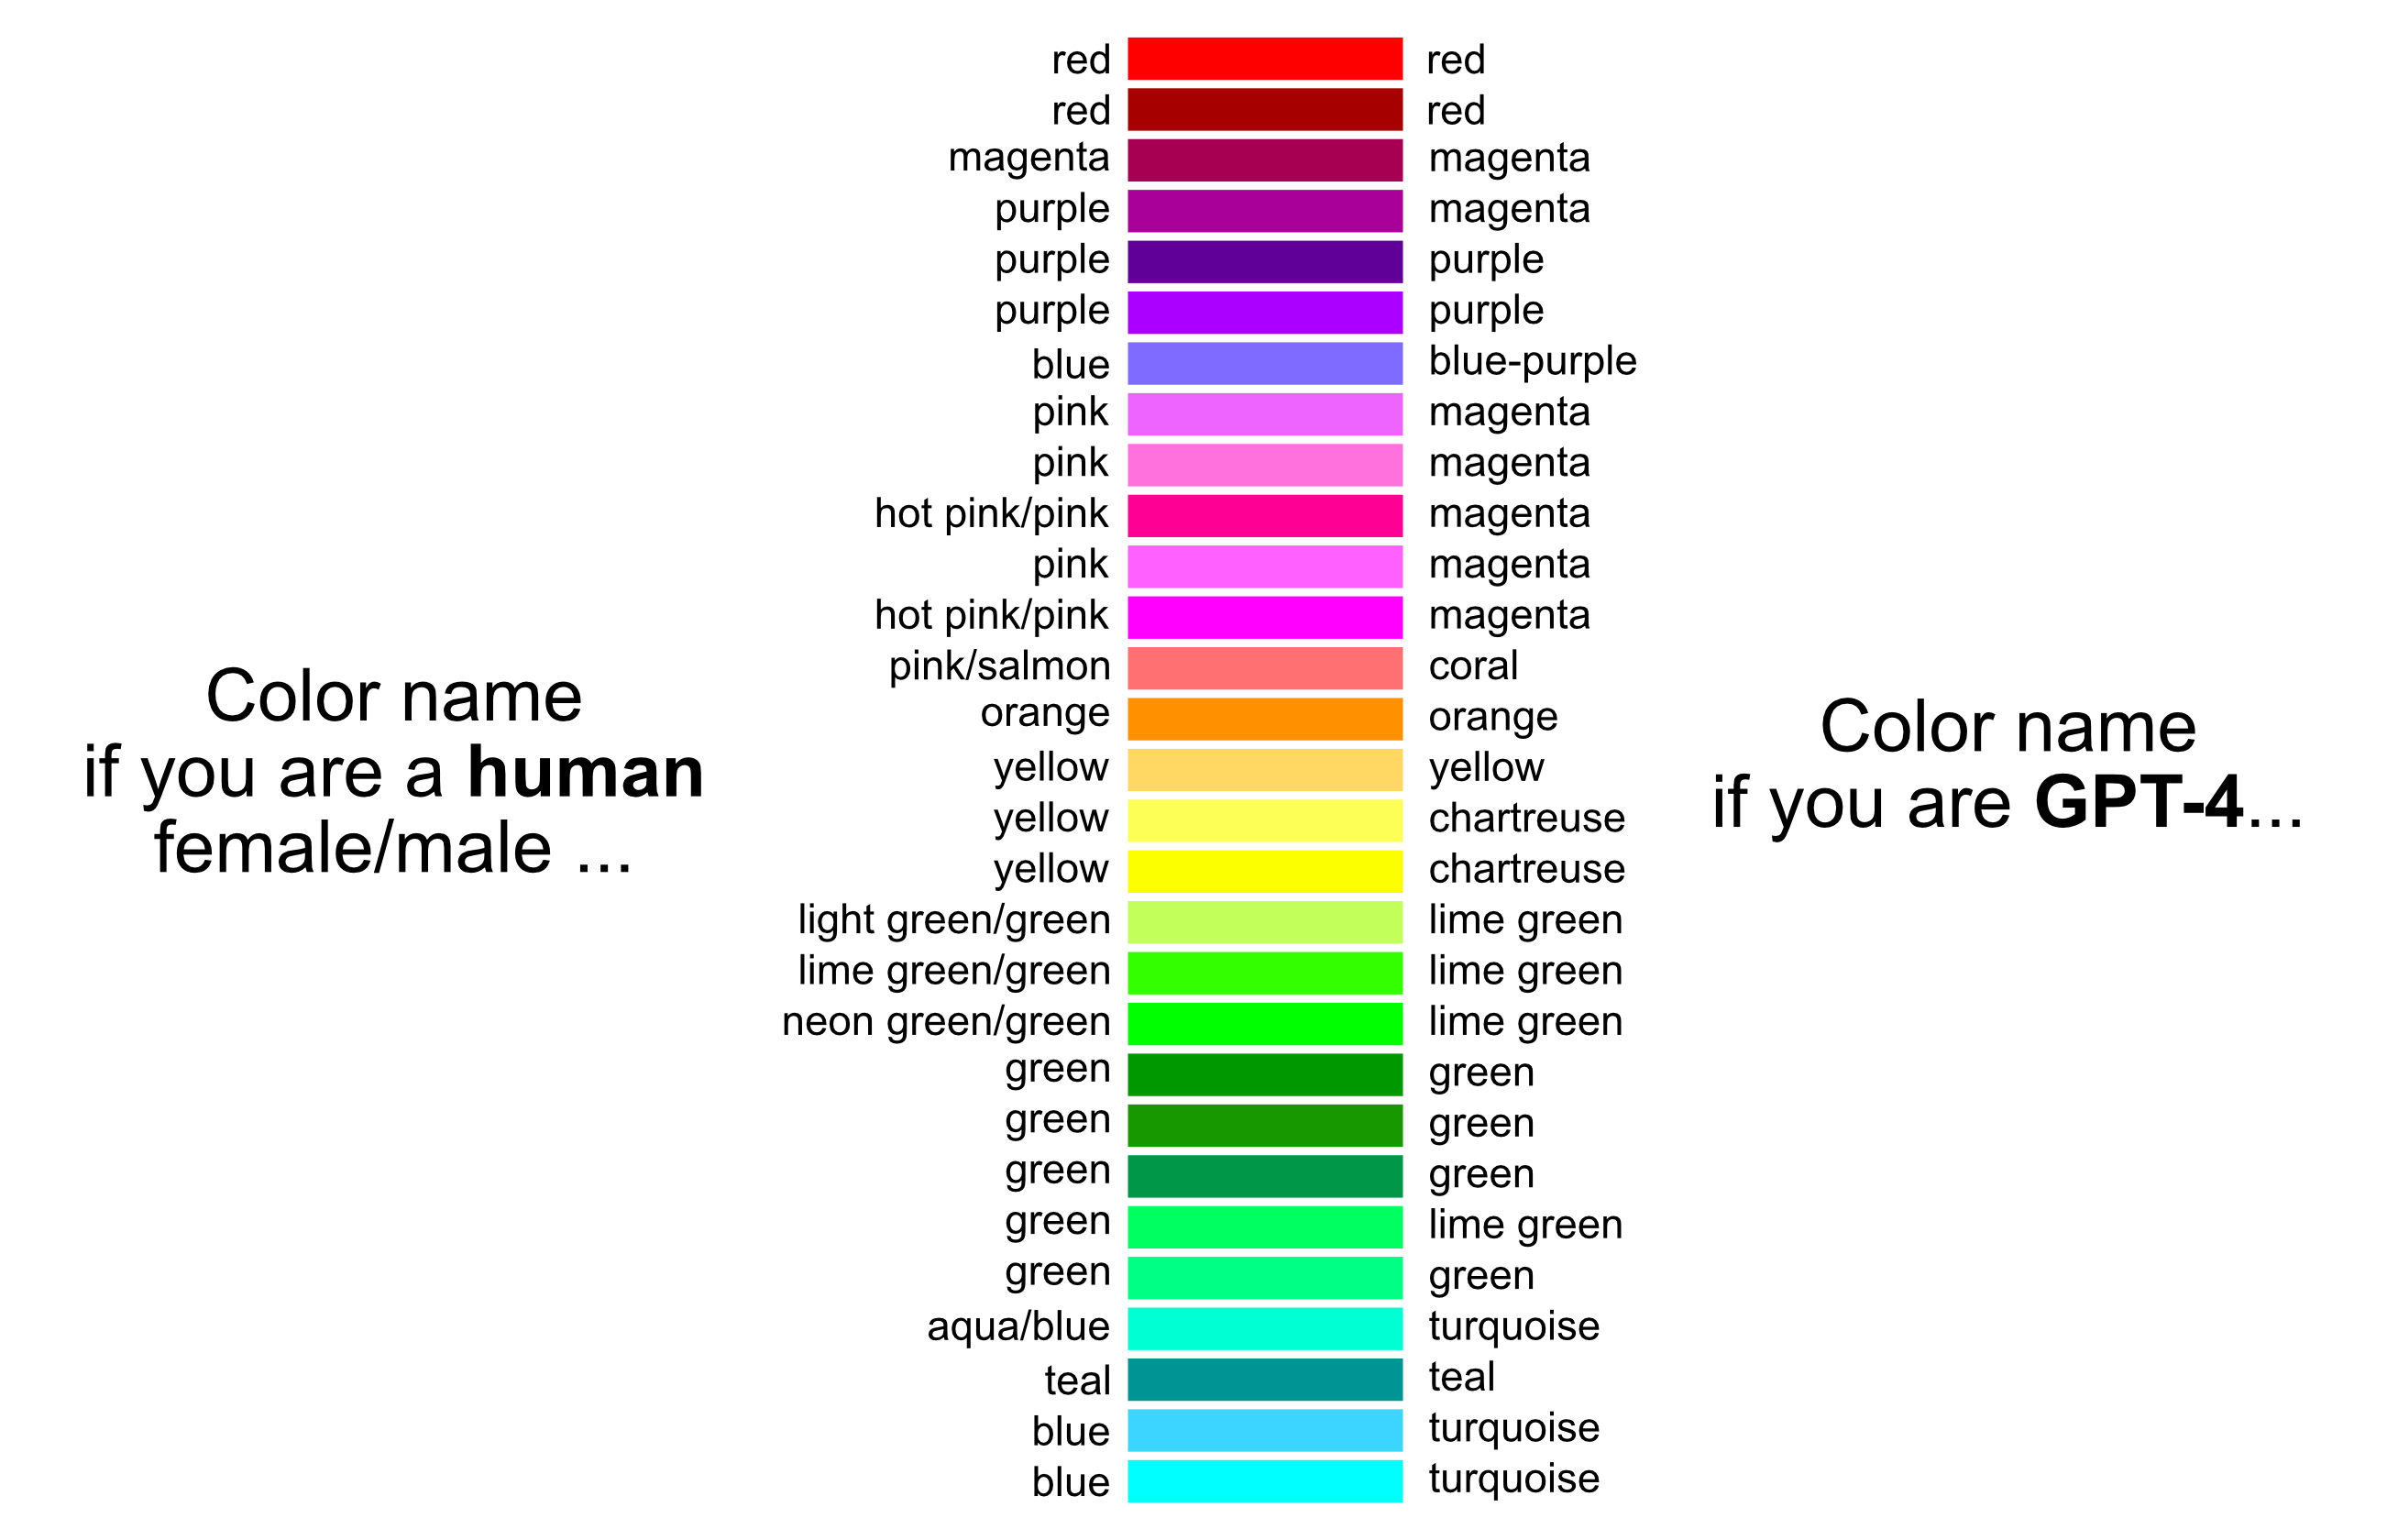 red red
red red
magenta magenta
purple magenta
purple purple
purple purple
blue blue-purple
pink magenta
pink magenta
hot pink/pink magenta
pink magenta
hot pink/pink magenta
pink/salmon coral
orange orange
yellow yellow
yellow chartreuse
yellow chartreuse
light green/green lime green
lime green/green lime green
neon green/green lime green
green green
green green
green green
green lime green
green green
aqua/blue turquoise
teal teal
blue turquoise
blue turquoise
Color name
if you are a human
female/male ...
Color name
if you are GPT-4...